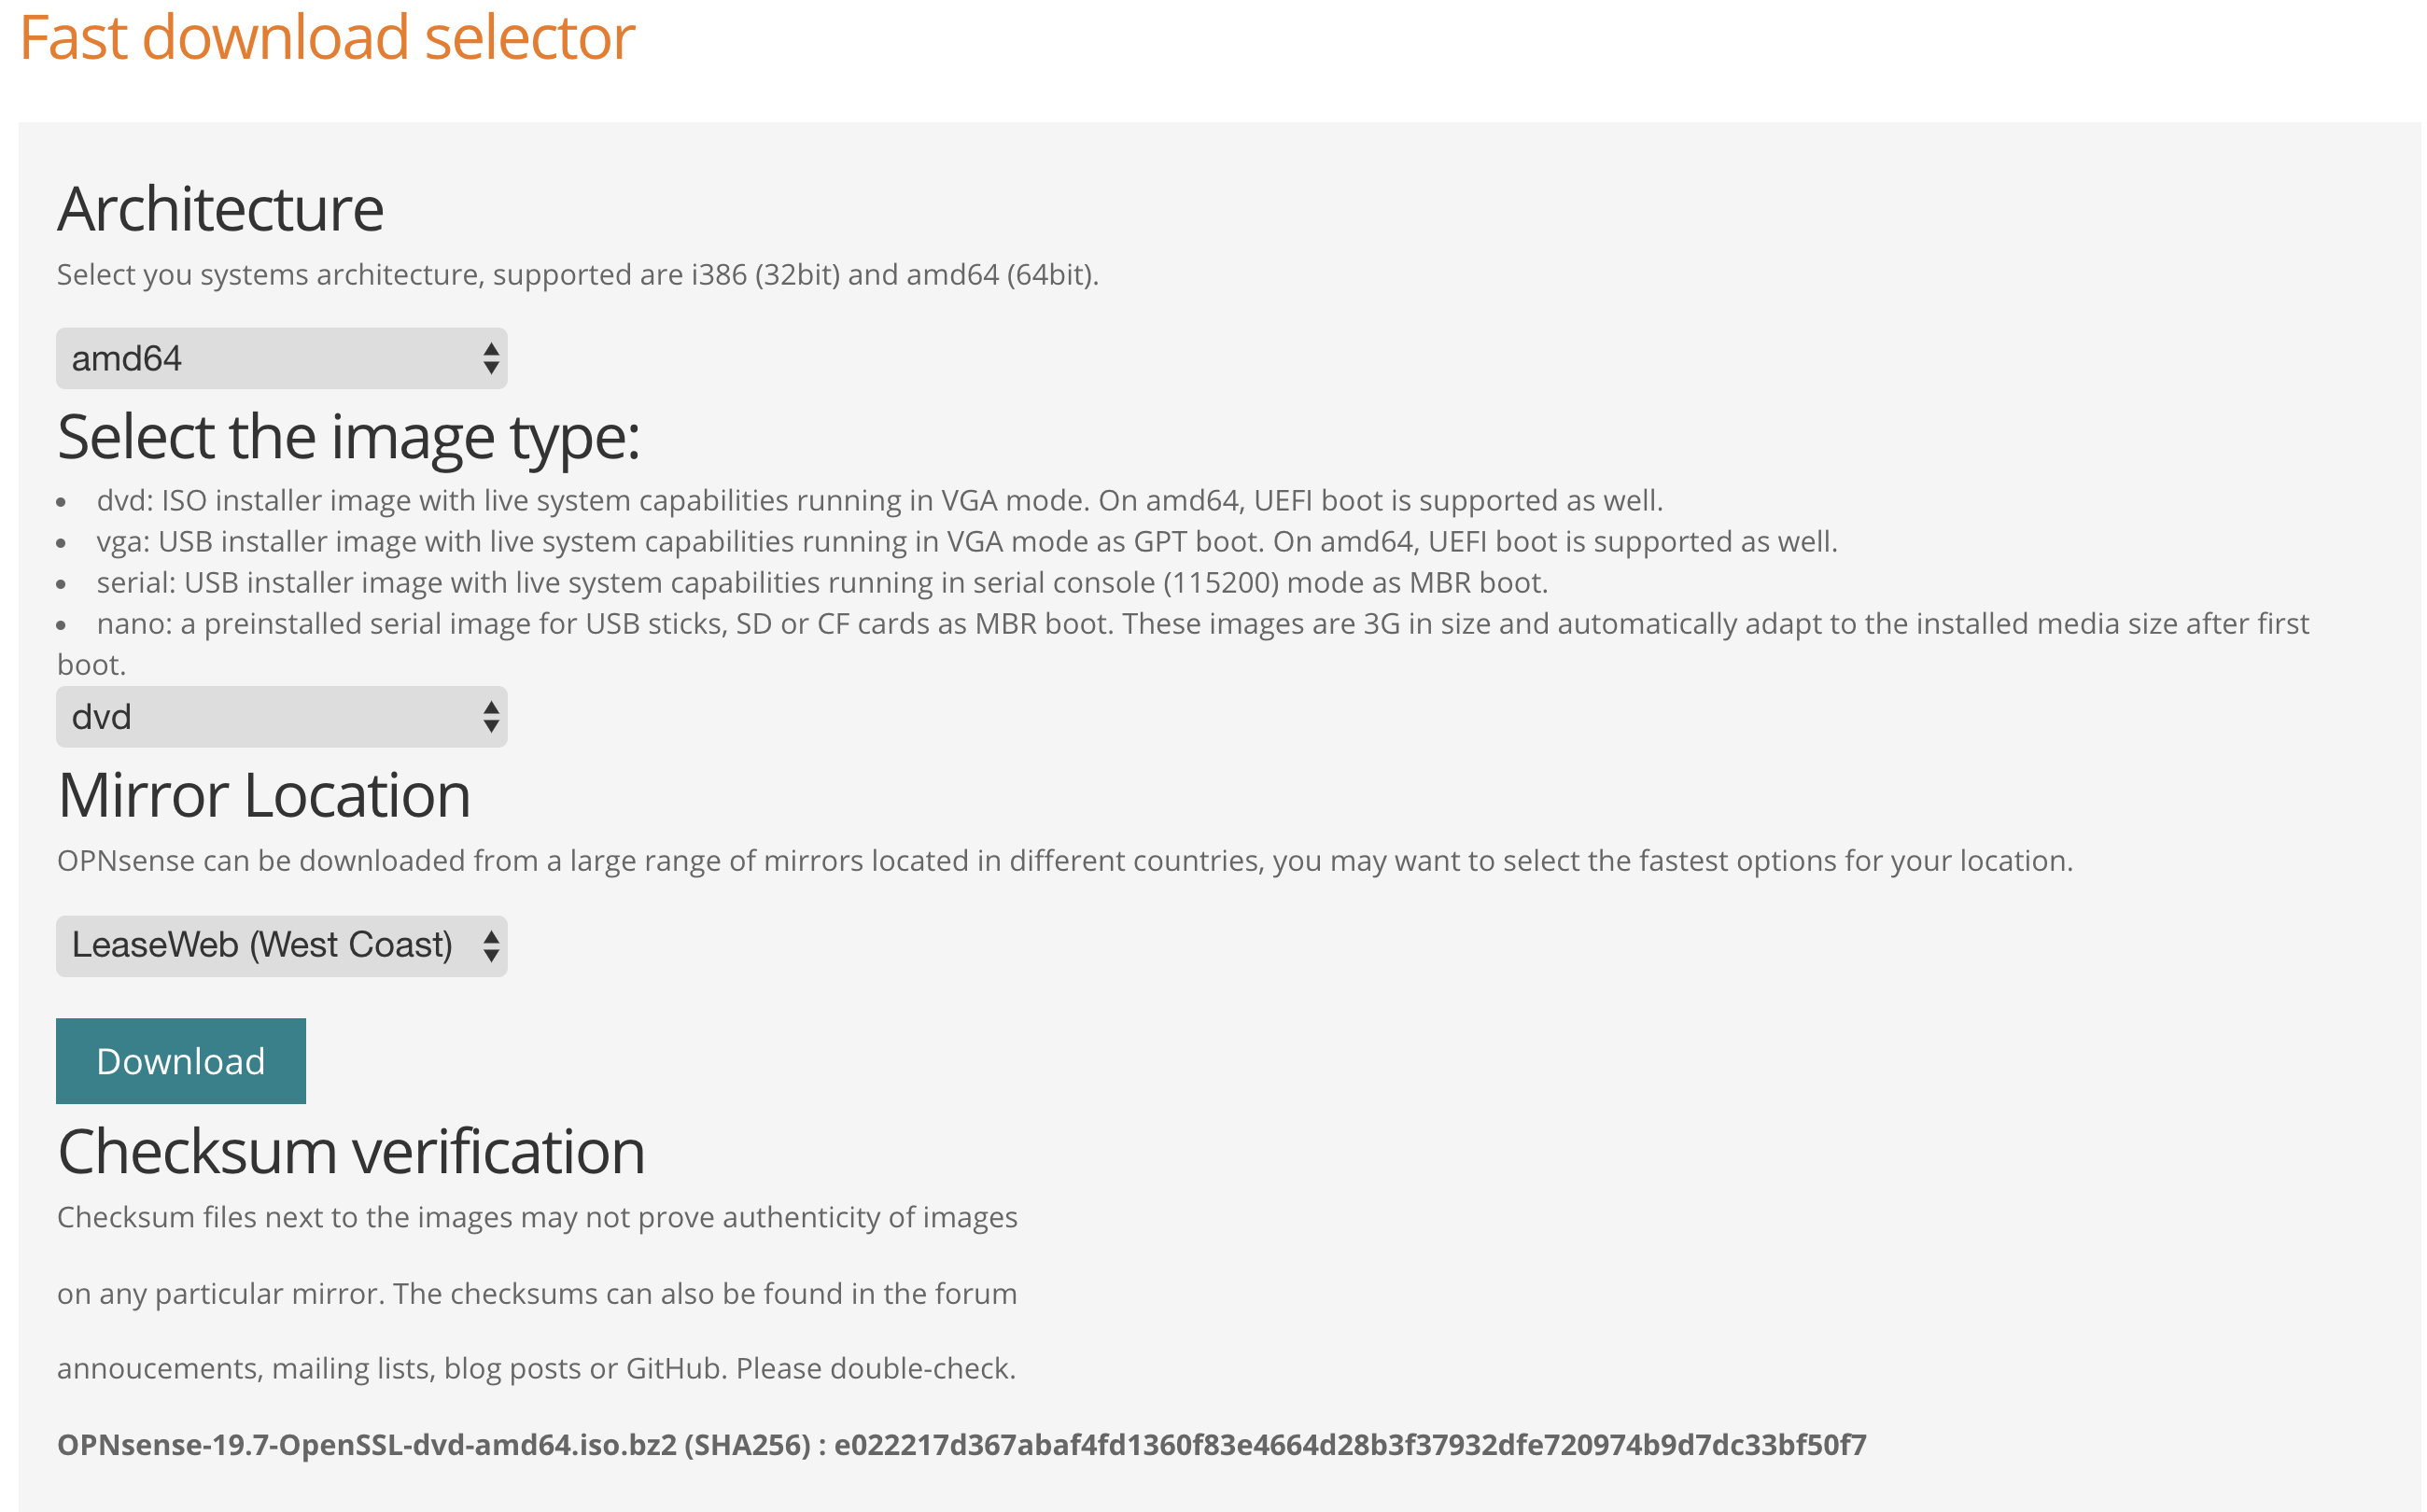 Fast download selector
Architecture
Select you systems architecture, supported are i386 (32bit) and amd64 (64bit).
amd64
Select the image type:
• dvd: ISO installer image with live system capabilities running in VGA mode. On amd64, UEFI boot is supported as well.
• vga: USB installer image with live system capabilities running in VGA mode as GPT boot. On amd64, UEFI boot is supported as well.
• serial: USB installer image with live system capabilities running in serial console (115200) mode as MBR boot.
• nano: a preinstalled serial image for USB sticks, SD or CF cards as MBR boot. These images are 3G in size and automatically adapt to the installed media size after first
boot.
dvd
Mirror Location
OPNsense can be downloaded from a large range of mirrors located in different countries, you may want to select the fastest options for your location.
LeaseWeb (West Coast)
Download
Checksum verification
Checksum files next to the images may not prove authenticity of images
on any particular mirror. The checksums can also be found in the forum
annoucements, mailing lists, blog posts or GitHub. Please double-check.
OPNsense-19.7-OpenSSL-dvd-amd64.iso.bz2 (SHA256) : e022217d367abaf4fd1360f83e4664d28b3f37932dfe720974b9d7dc33bf50f7